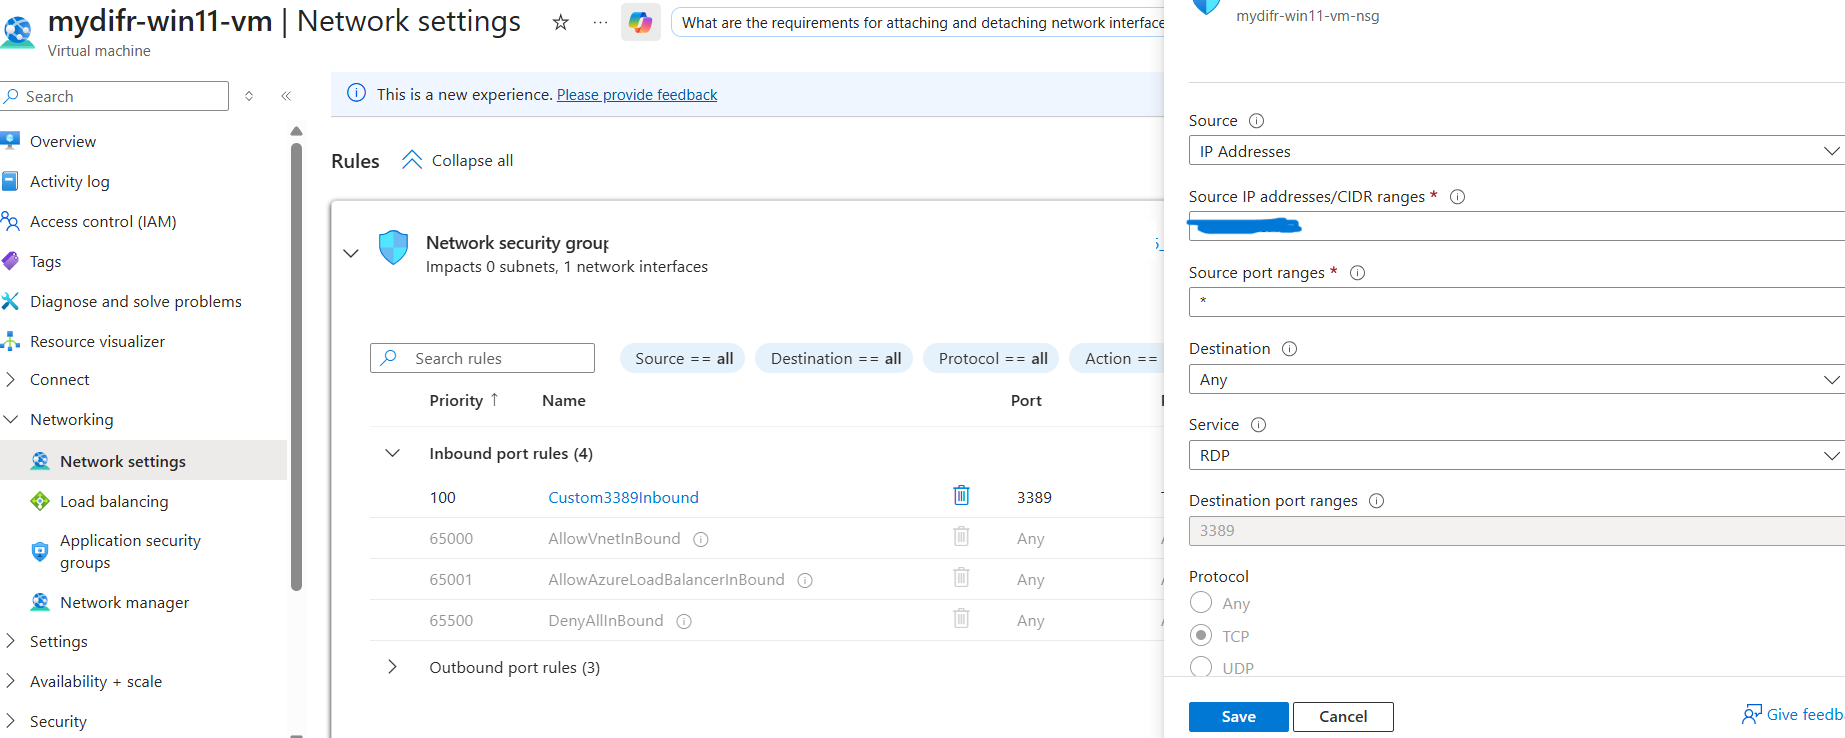 mydifr-win11-vm | Network settings
Virtual machine
What are the requirements for attaching and detaching network interface
Search
Overview
Activity log
Access control (IAM)
Tags
Diagnose and solve problems
Resource visualizer
Connect
Networking
Network settings
Load balancing
Application security
groups
Network manager
Settings
Availability + scale
Security
This is a new experience. Please provide feedback
Rules
Collapse all
Network security group
Impacts 0 subnets, 1 network interfaces
Search rules
Source == all
Destination == all
Protocol == all
Action ==
Priority ↑ Name Port
Inbound port rules (4)
100 Custom3389Inbound 3389
65000 AllowVnetInBound Any
65001 AllowAzureLoadBalancerInBound Any
65500 DenyAllInBound Any
Outbound port rules (3)
mydifr-win11-vm-nsg
Source
IP Addresses
Source IP addresses/CIDR ranges *
Source port ranges *
*
Destination
Any
Service
RDP
Destination port ranges
3389
Protocol
Any
TCP
UDP
Save
Cancel
Give feedb